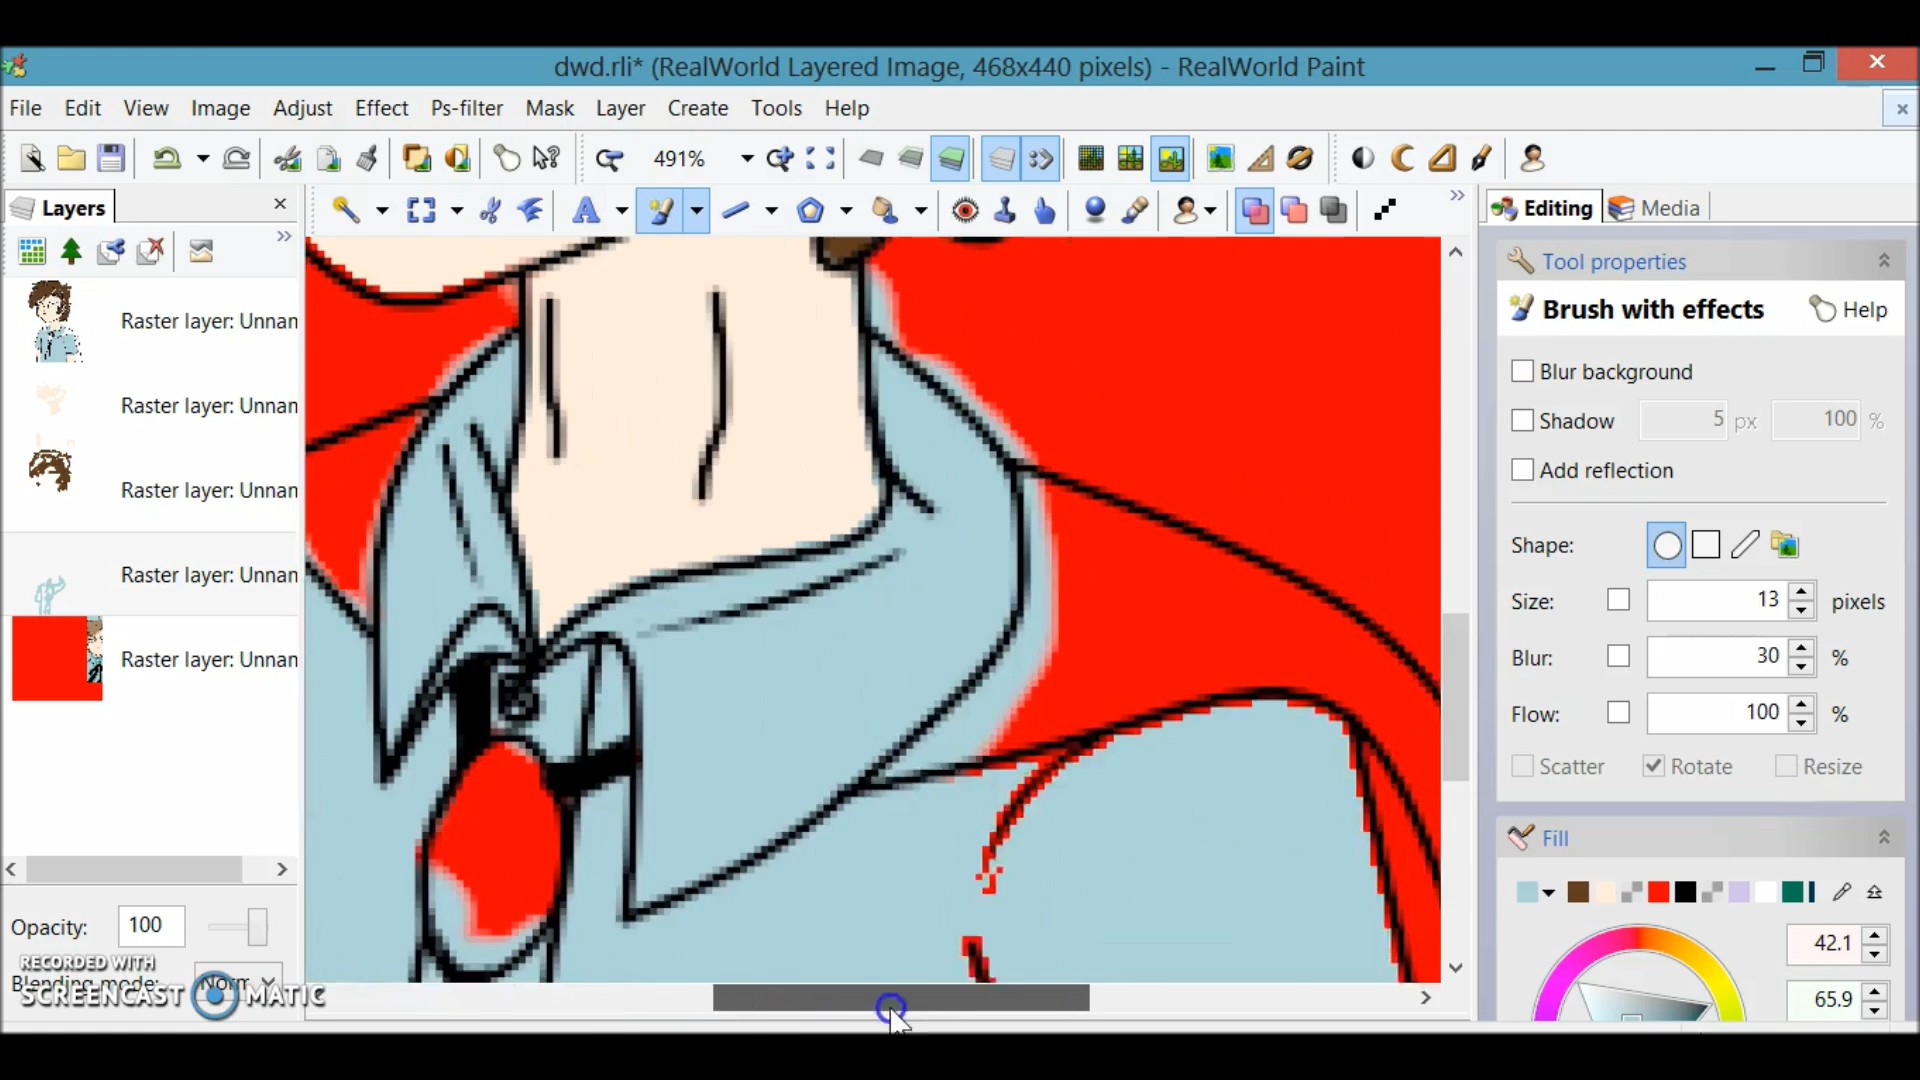 dwd.rli* (RealWorld Layered Image, 468x440 pixels) - RealWorld Paint
File Edit View Image Adjust Effect Ps-filter Mask Layer Create Tools Help
491%
Layers
Editing
Media
Tool properties
Raster layer: Unnan
Brush with effects
Help
Blur background
Raster layer: Unnan
Shadow 5 px 100 %
Add reflection
Raster layer: Unnan
Shape:
Raster layer: Unnan
Size: 13 pixels
Raster layer: Unnan
Blur: 30 %
Flow: 100 %
Scatter Rotate Resize
Fill
Opacity: 100
42.1
RECORDED WITH
Blending mode: Norm
SCREENCAST MATIC
65.9